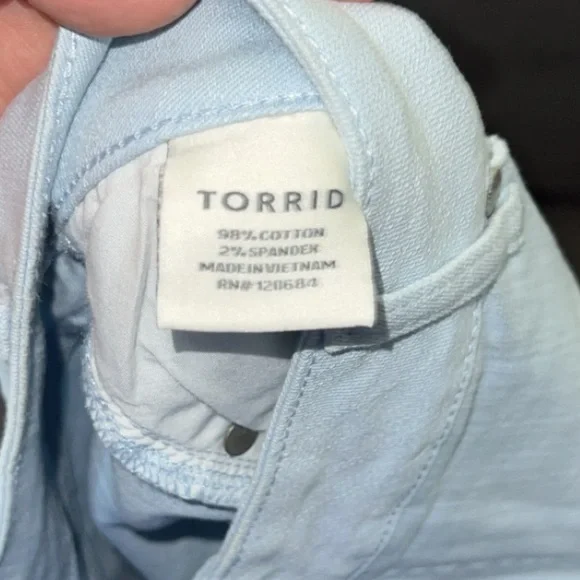 TORRID
98% COTTON
2% SPANDEX
MADE IN VIETNAM
RN# 120684